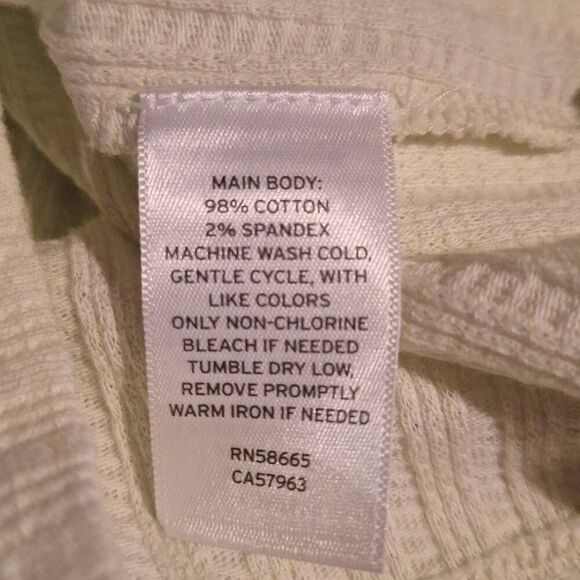 MAIN BODY:
98% COTTON
2% SPANDEX
MACHINE WASH COLD,
GENTLE CYCLE, WITH
LIKE COLORS
ONLY NON-CHLORINE
BLEACH IF NEEDED
TUMBLE DRY LOW,
REMOVE PROMPTLY
WARM IRON IF NEEDED
RN58665
CA57963